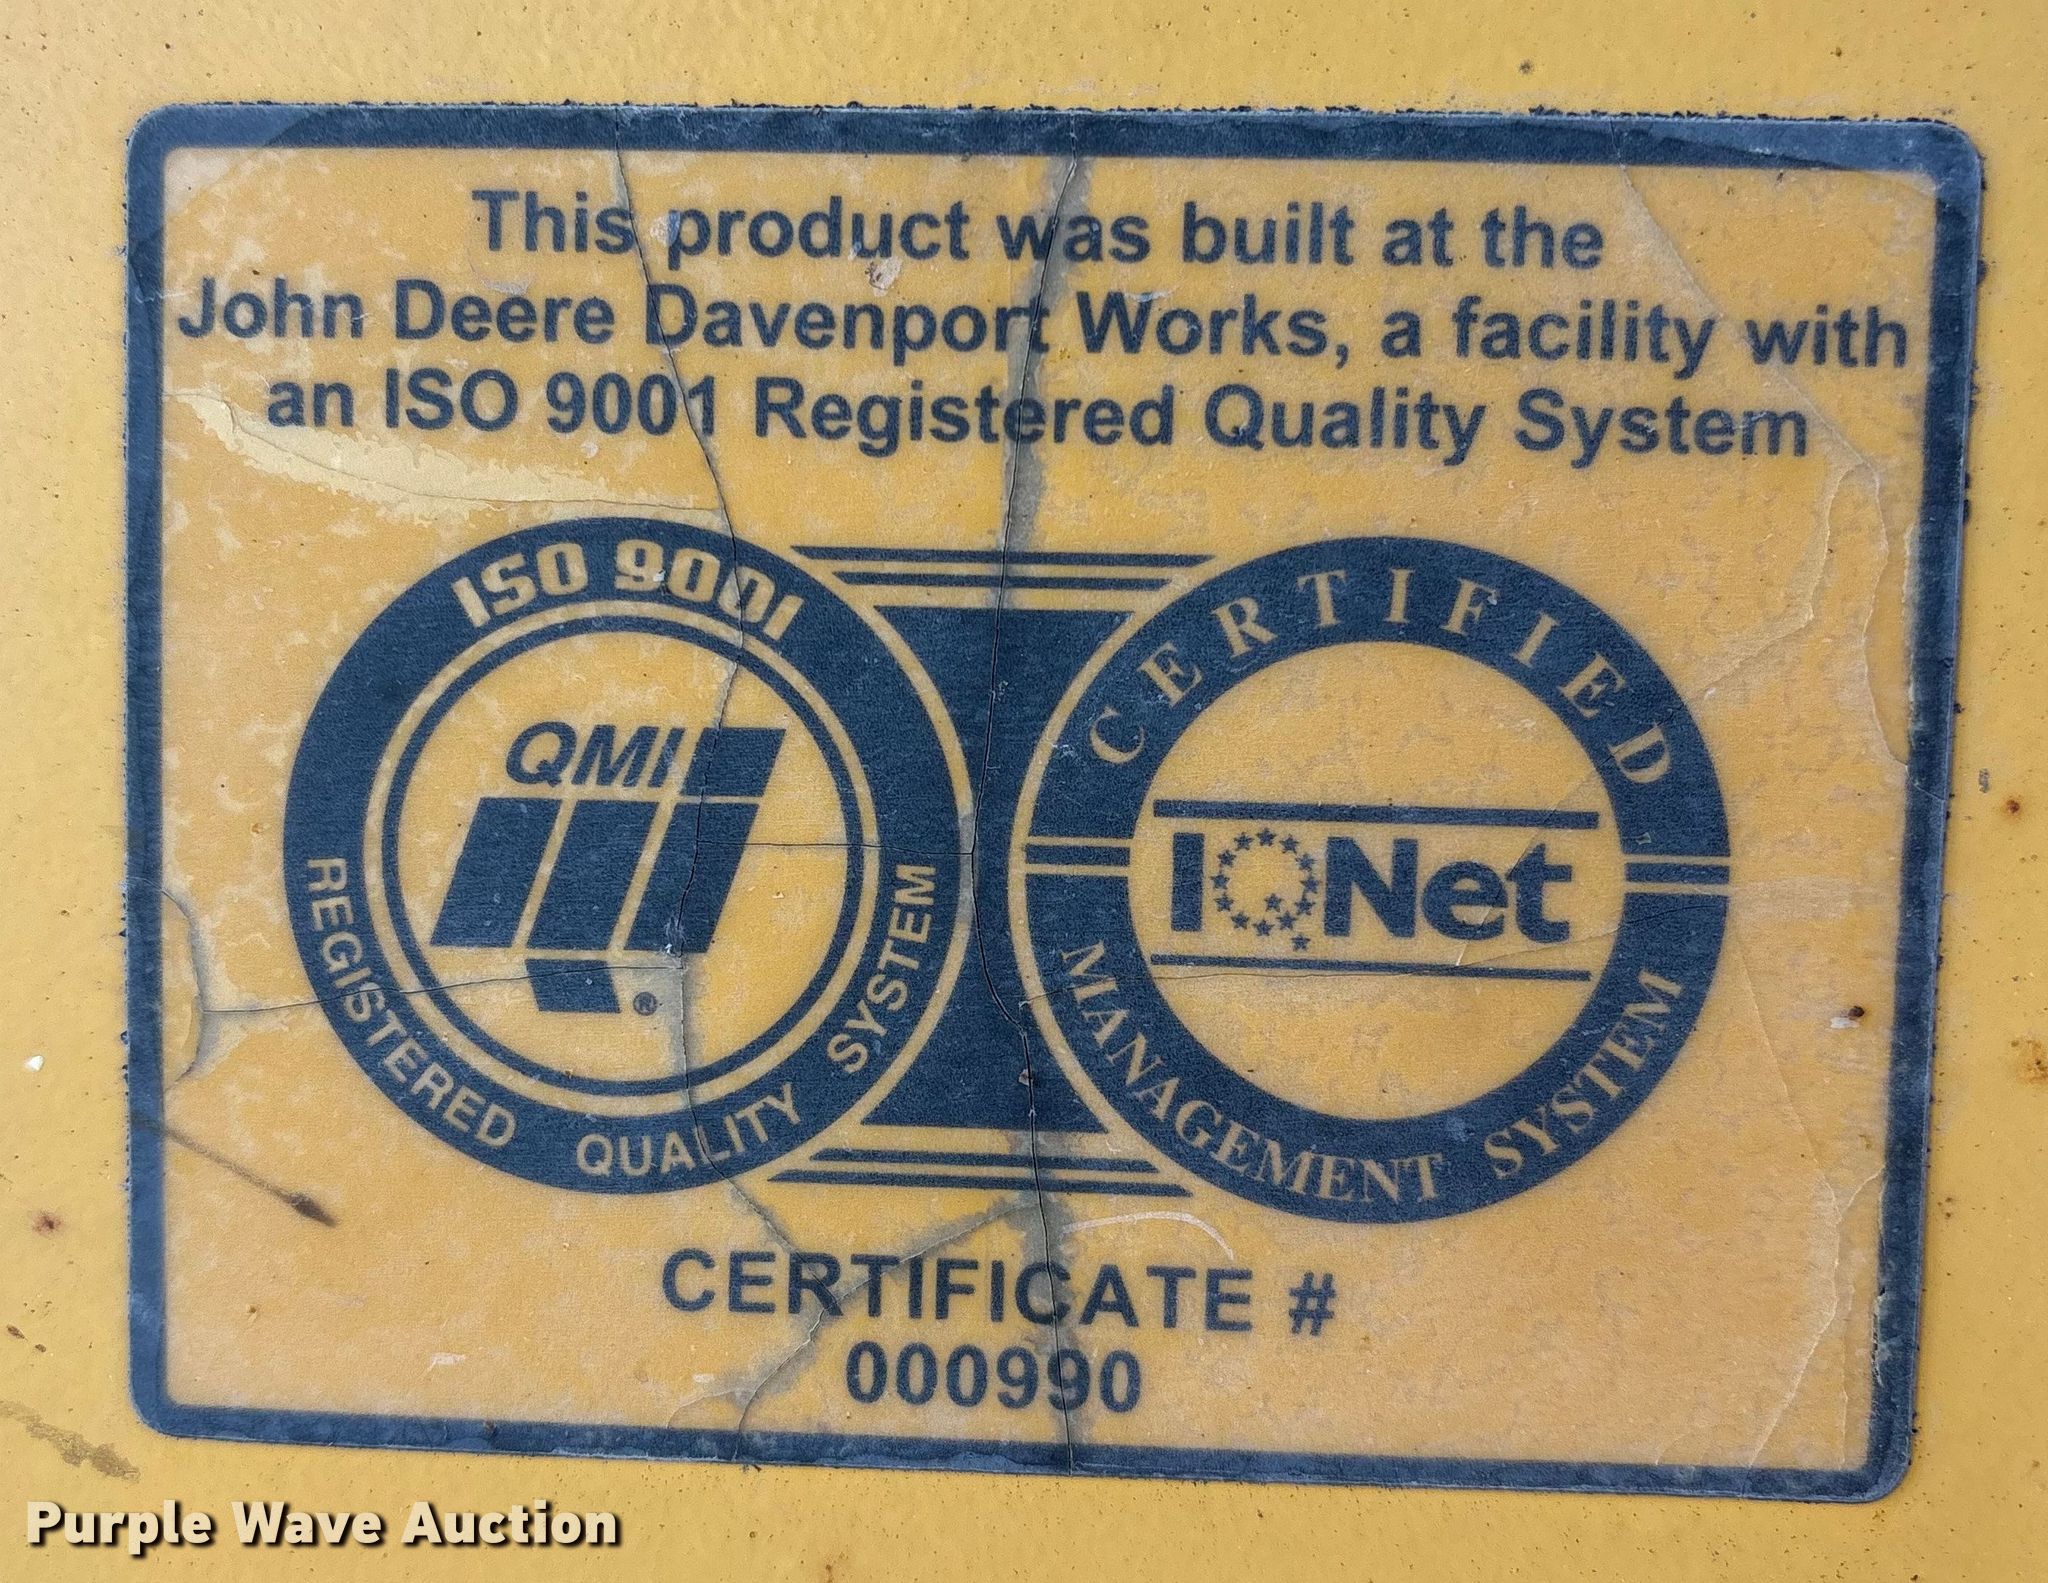 This product was built at the
John Deere Davenport Works, a facility with
an ISO 9001 Registered Quality System
ISO 9001
QMI
®
REGISTERED QUALITY SYSTEM
CERTIFIED
IQNet
MANAGEMENT SYSTEM
CERTIFICATE #
000990
Purple Wave Auction